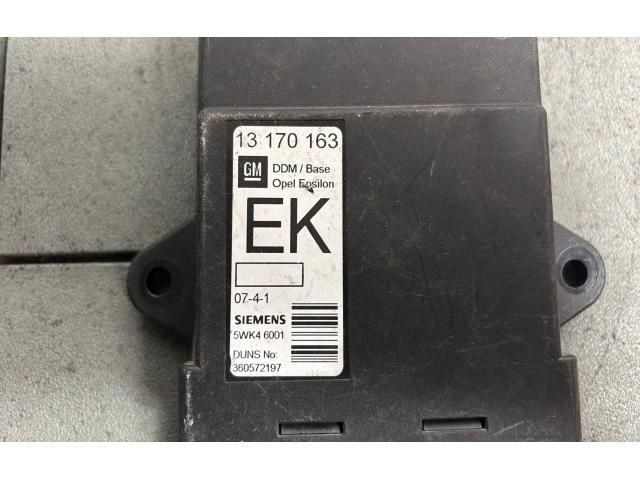 13 170 163
GM
DDM / Base
Opel Epsilon
EK
07-4-1
SIEMENS
5WK4 6001
DUNS No:
360572197